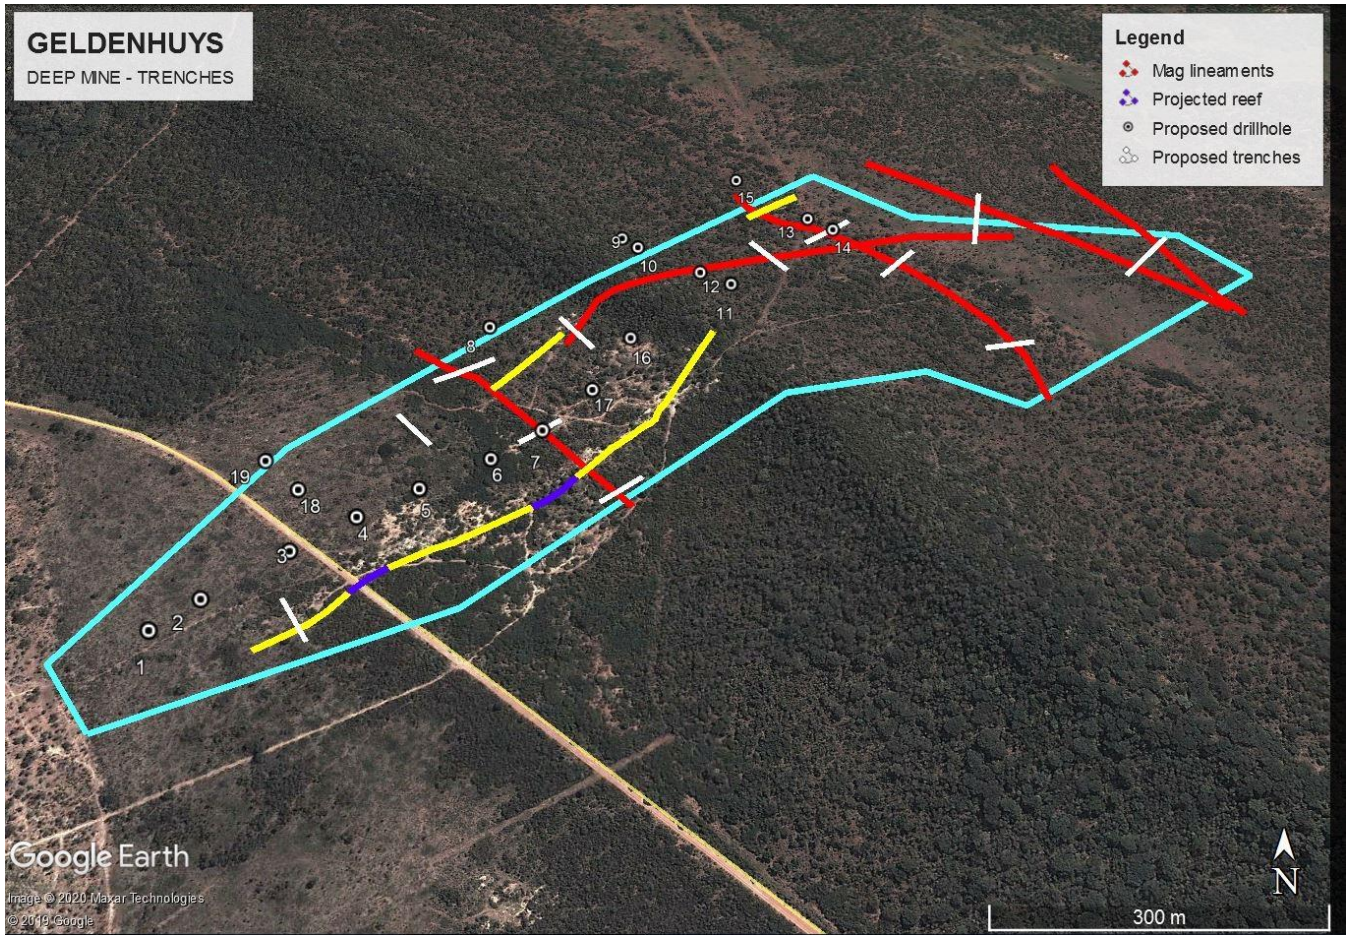 GELDENHUYS
DEEP MINE - TRENCHES
Legend
Mag lineaments
Projected reef
Proposed drillhole
Proposed trenches
15
13
14
9
10
12
11
8
16
17
7
6
19
18
5
4
3
2
1
Google Earth
Image © 2020 Maxar Technologies
© 2019 Google
N
300 m